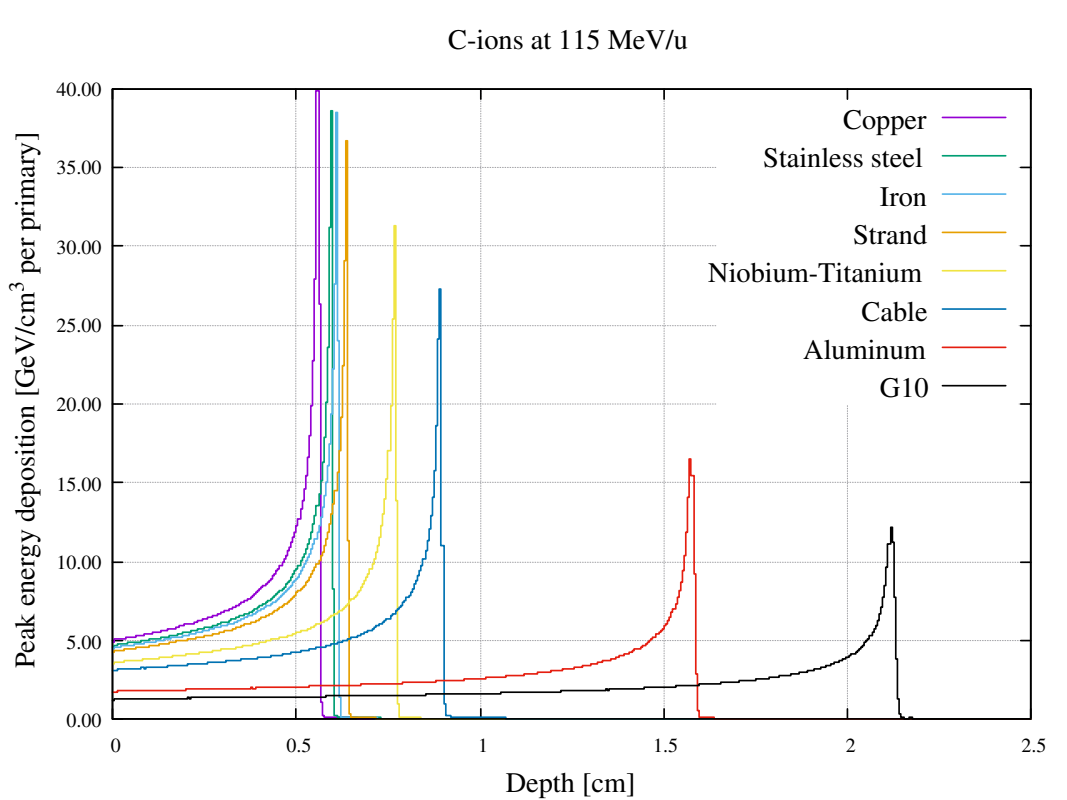 C-ions at 115 MeV/u
Peak energy deposition [GeV/cm³ per primary]
40.00
35.00
30.00
25.00
20.00
15.00
10.00
5.00
0.00
Copper
Stainless steel
Iron
Strand
Niobium-Titanium
Cable
Aluminum
G10
0 0.5 1 1.5 2 2.5
Depth [cm]